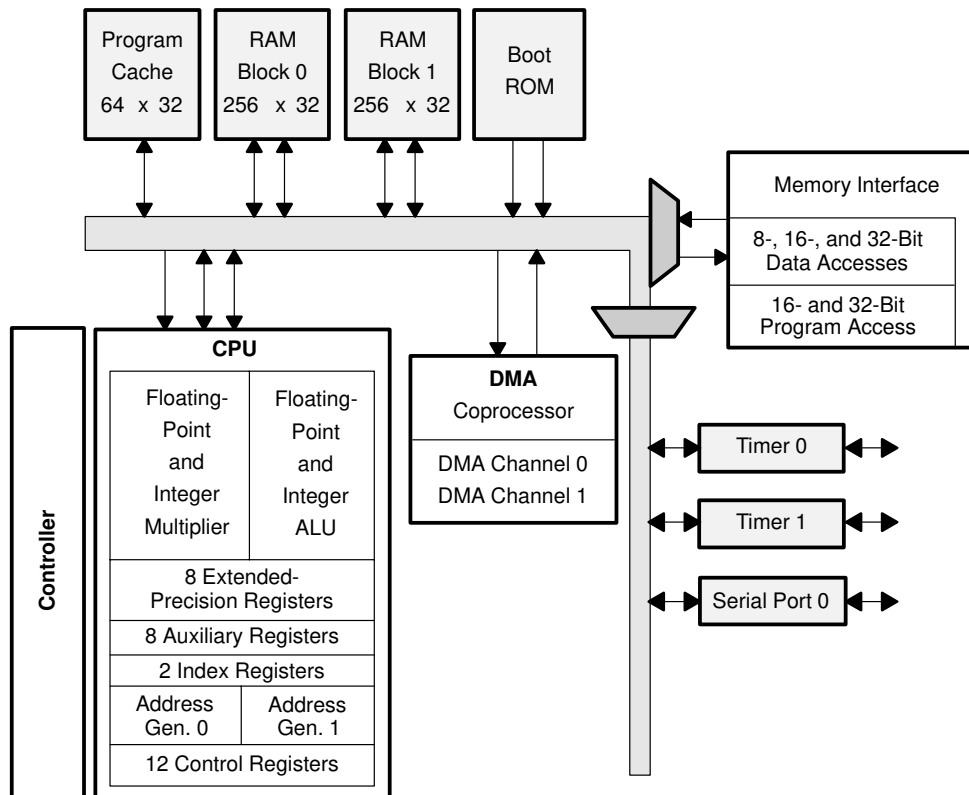 Program
Cache
64 x 32
RAM
Block 0
256 x 32
RAM
Block 1
256 x 32
Boot
ROM
Memory Interface
8-, 16-, and 32-Bit
Data Accesses
16- and 32-Bit
Program Access
Controller
CPU
Floating-
Point
and
Integer
Multiplier
Floating-
Point
and
Integer
ALU
8 Extended-
Precision Registers
8 Auxiliary Registers
2 Index Registers
Address
Gen. 0
Address
Gen. 1
12 Control Registers
DMA
Coprocessor
DMA Channel 0
DMA Channel 1
Timer 0
Timer 1
Serial Port 0